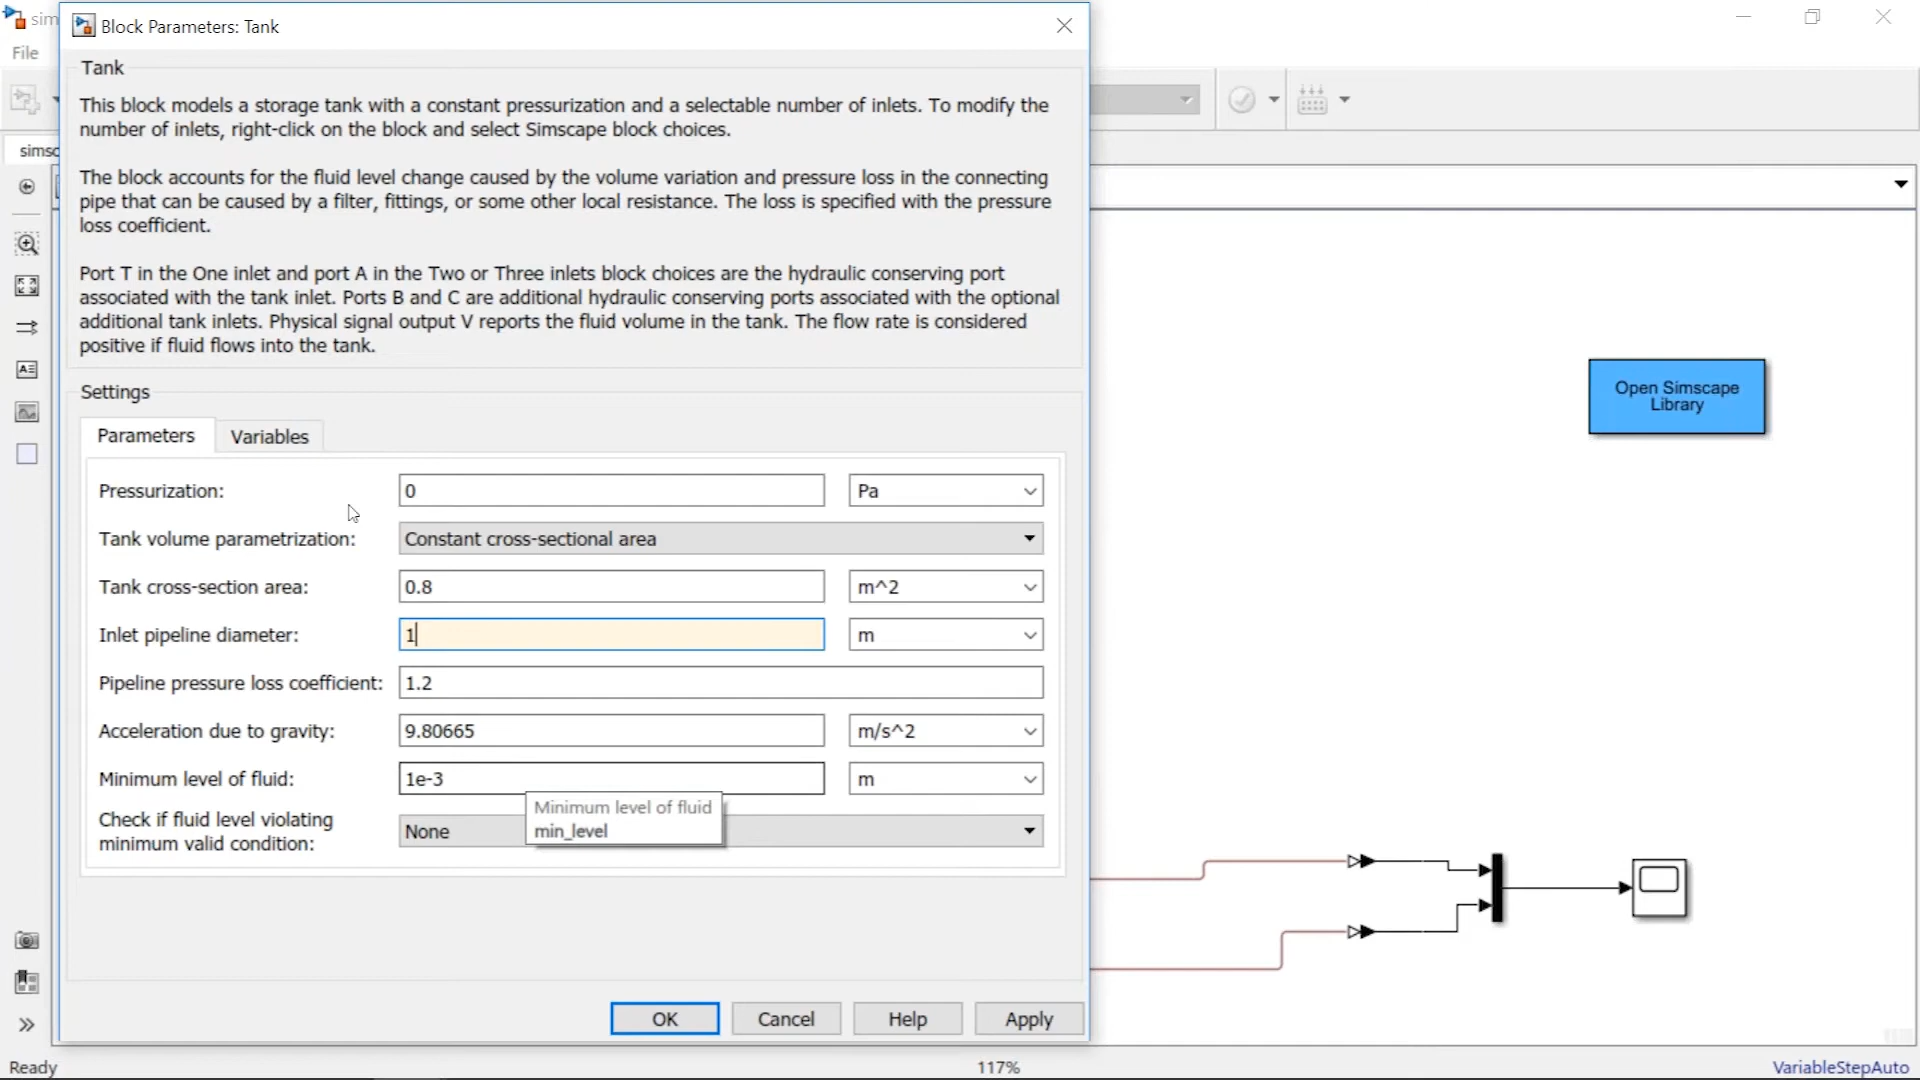 sim
Block Parameters: Tank
File
Tank
This block models a storage tank with a constant pressurization and a selectable number of inlets. To modify the
number of inlets, right-click on the block and select Simscape block choices.
simsc
The block accounts for the fluid level change caused by the volume variation and pressure loss in the connecting
pipe that can be caused by a filter, fittings, or some other local resistance. The loss is specified with the pressure
loss coefficient.
Port T in the One inlet and port A in the Two or Three inlets block choices are the hydraulic conserving port
associated with the tank inlet. Ports B and C are additional hydraulic conserving ports associated with the optional
additional tank inlets. Physical signal output V reports the fluid volume in the tank. The flow rate is considered
positive if fluid flows into the tank.
Settings
Parameters Variables
Pressurization: 0 Pa
Tank volume parametrization: Constant cross-sectional area
Tank cross-section area: 0.8 m^2
Inlet pipeline diameter: 1 m
Pipeline pressure loss coefficient: 1.2
Acceleration due to gravity: 9.80665 m/s^2
Minimum level of fluid: 1e-3 m
Minimum level of fluid
min_level
Check if fluid level violating
minimum valid condition: None
OK Cancel Help Apply
Open Simscape
Library
Ready 117% VariableStepAuto